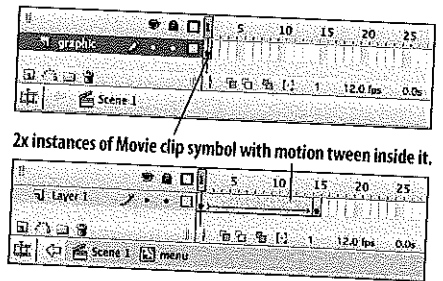 5 10 15 20 25
graphic
1 12.0 fps 0.0s
Scene 1
2x instances of Movie clip symbol with motion tween inside it.
5 10 15 20 25
Layer 1
1 12.0 fps 0.0s
Scene 1 menu